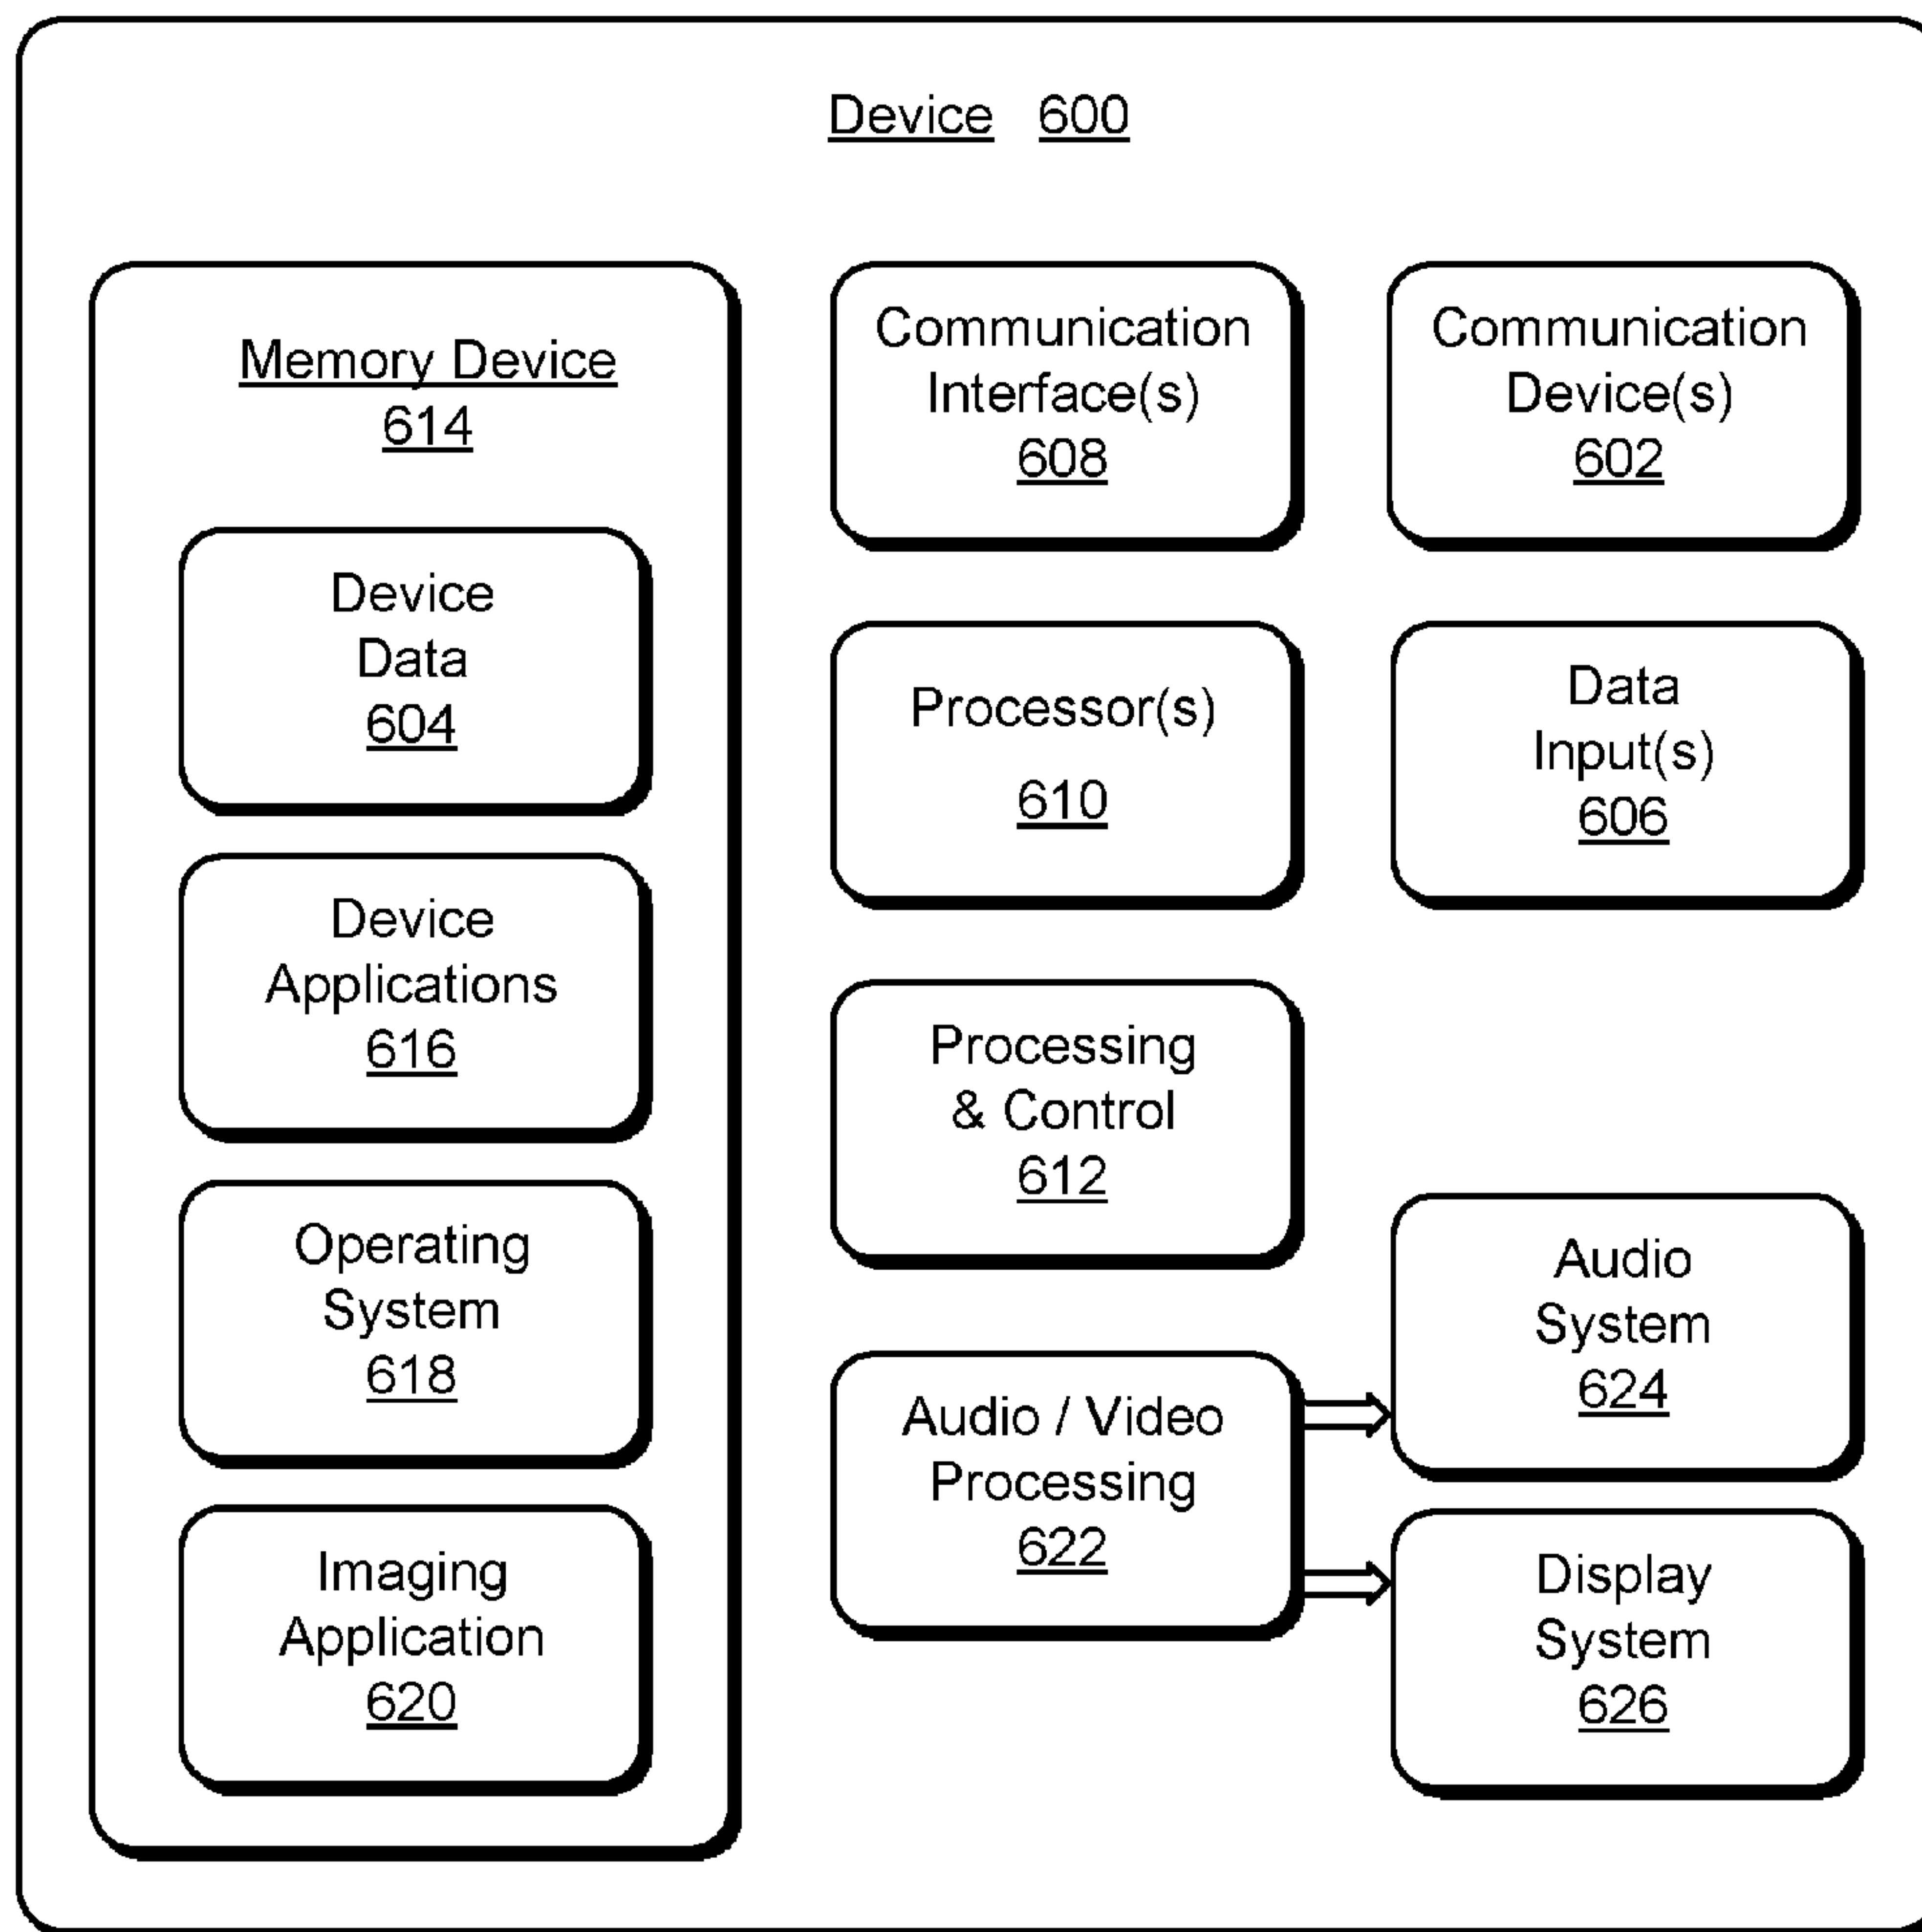 Device 600
Memory Device
614
Device
Data
604
Device
Applications
616
Operating
System
618
Imaging
Application
620
Communication
Interface(s)
608
Communication
Device(s)
602
Processor(s)
610
Data
Input(s)
606
Processing
& Control
612
Audio / Video
Processing
622
Audio
System
624
Display
System
626